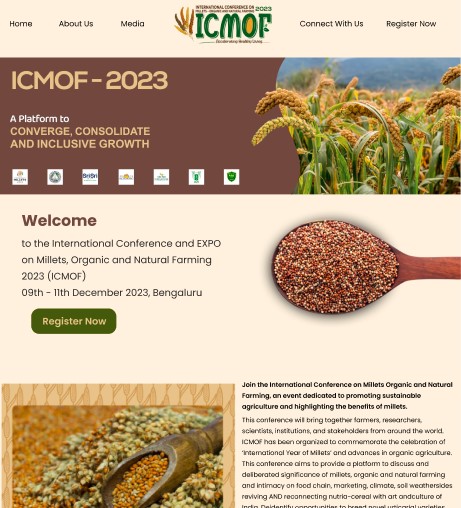 Home
About Us
Media
INTERNATIONAL CONFERENCE ON 2023
MILLETS - ORGANIC AND NATURAL FARMING
ICMOF
Connect With Us
Register Now
ICMOF - 2023
A Platform to
CONVERGE, CONSOLIDATE
AND INCLUSIVE GROWTH
Welcome
to the International Conference and EXPO
on Millets, Organic and Natural Farming
2023 (ICMOF)
09th - 11th December 2023, Bengaluru
Register Now
Join the International Conference on Millets Organic and Natural
Farming, an event dedicated to promoting sustainable
agriculture and highlighting the benefits of millets.
This conference will bring together farmers, researchers,
scientists, institutions, and stakeholders from around the world.
ICMOF has been organized to commemorate the celebration of
'International Year of Millets' and advances in organic agriculture.
This conference aims to provide a platform to discuss and
deliberated significance of millets, organic and natural farming
and intimacy on food chain, marketing, climate, soil weathersides
reviving AND reconnecting nutria-cereal with art andculture of